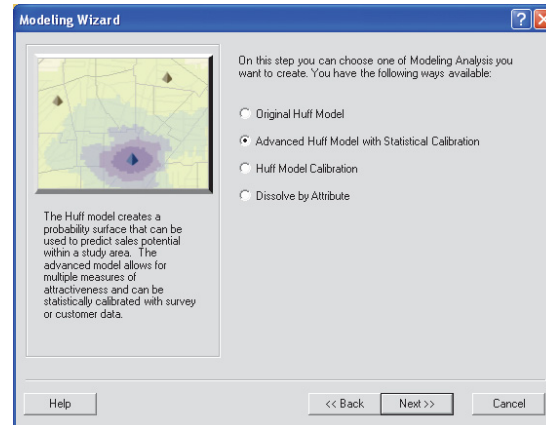 Modeling Wizard
On this step you can choose one of Modeling Analysis you
want to create. You have the following ways available:
Original Huff Model
Advanced Huff Model with Statistical Calibration
Huff Model Calibration
Dissolve by Attribute
The Huff model creates a
probability surface that can be
used to predict sales potential
within a study area. The
advanced model allows for
multiple measures of
attractiveness and can be
statistically calibrated with survey
or customer data.
Help
<< Back
Next >>
Cancel